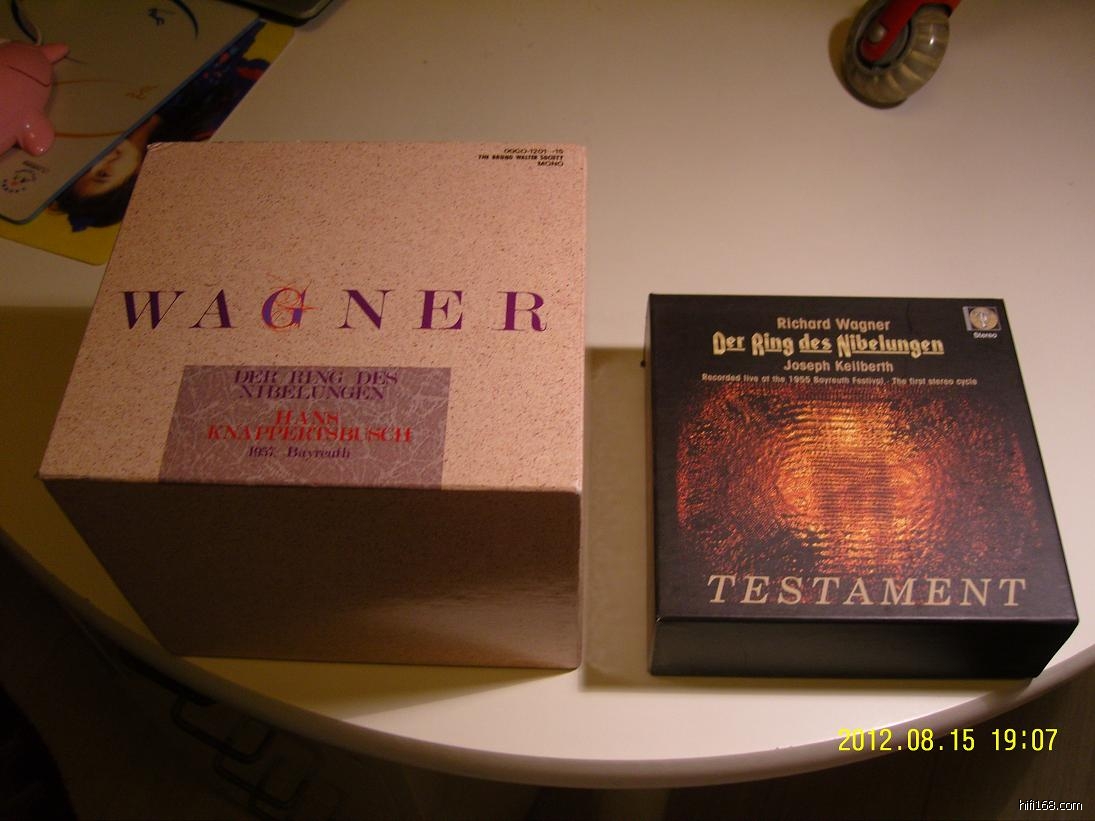 00CO-1201~15
THE BRUNO WALTER SOCIETY
MONO
WAGNER
DER RING DES
NIBELUNGEN
HANS
KNAPPERTSBUSCH
1957 Bayreuth
Richard Wagner
Der Ring des Nibelungen
Joseph Keilberth
Recorded live at the 1955 Bayreuth Festival · The first stereo cycle
Stereo
TESTAMENT
2012.08.15 19:07
hifi168.com